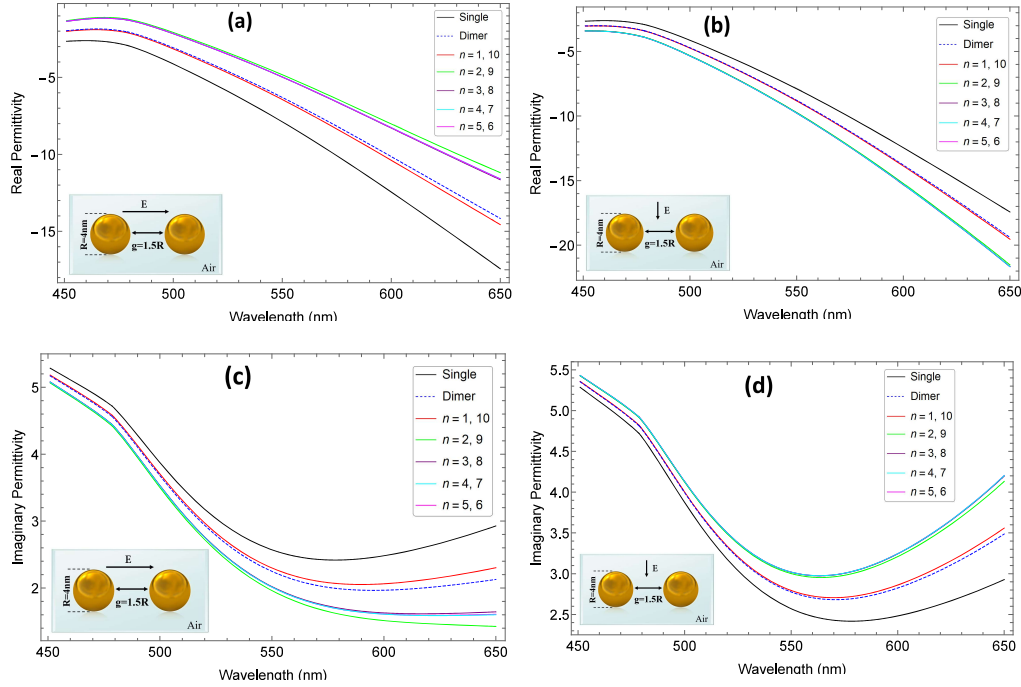 (a)
Real Permittivity
−5
−10
−15
Single
Dimer
n = 1, 10
n = 2, 9
n = 3, 8
n = 4, 7
n = 5, 6
E
R=4nm
g=1.5R
Air
450 500 550 600 650
Wavelength (nm)
(b)
Real Permittivity
−5
−10
−15
−20
Single
Dimer
n = 1, 10
n = 2, 9
n = 3, 8
n = 4, 7
n = 5, 6
E
R=4nm
g=1.5R
Air
450 500 550 600 650
Wavelength (nm)
(c)
Imaginary Permittivity
5
4
3
2
Single
Dimer
n = 1, 10
n = 2, 9
n = 3, 8
n = 4, 7
n = 5, 6
E
R=4nm
g=1.5R
Air
450 500 550 600 650
Wavelength (nm)
(d)
Imaginary Permittivity
5.5
5.0
4.5
4.0
3.5
3.0
2.5
Single
Dimer
n = 1, 10
n = 2, 9
n = 3, 8
n = 4, 7
n = 5, 6
E
R=4nm
g=1.5R
Air
450 500 550 600 650
Wavelength (nm)